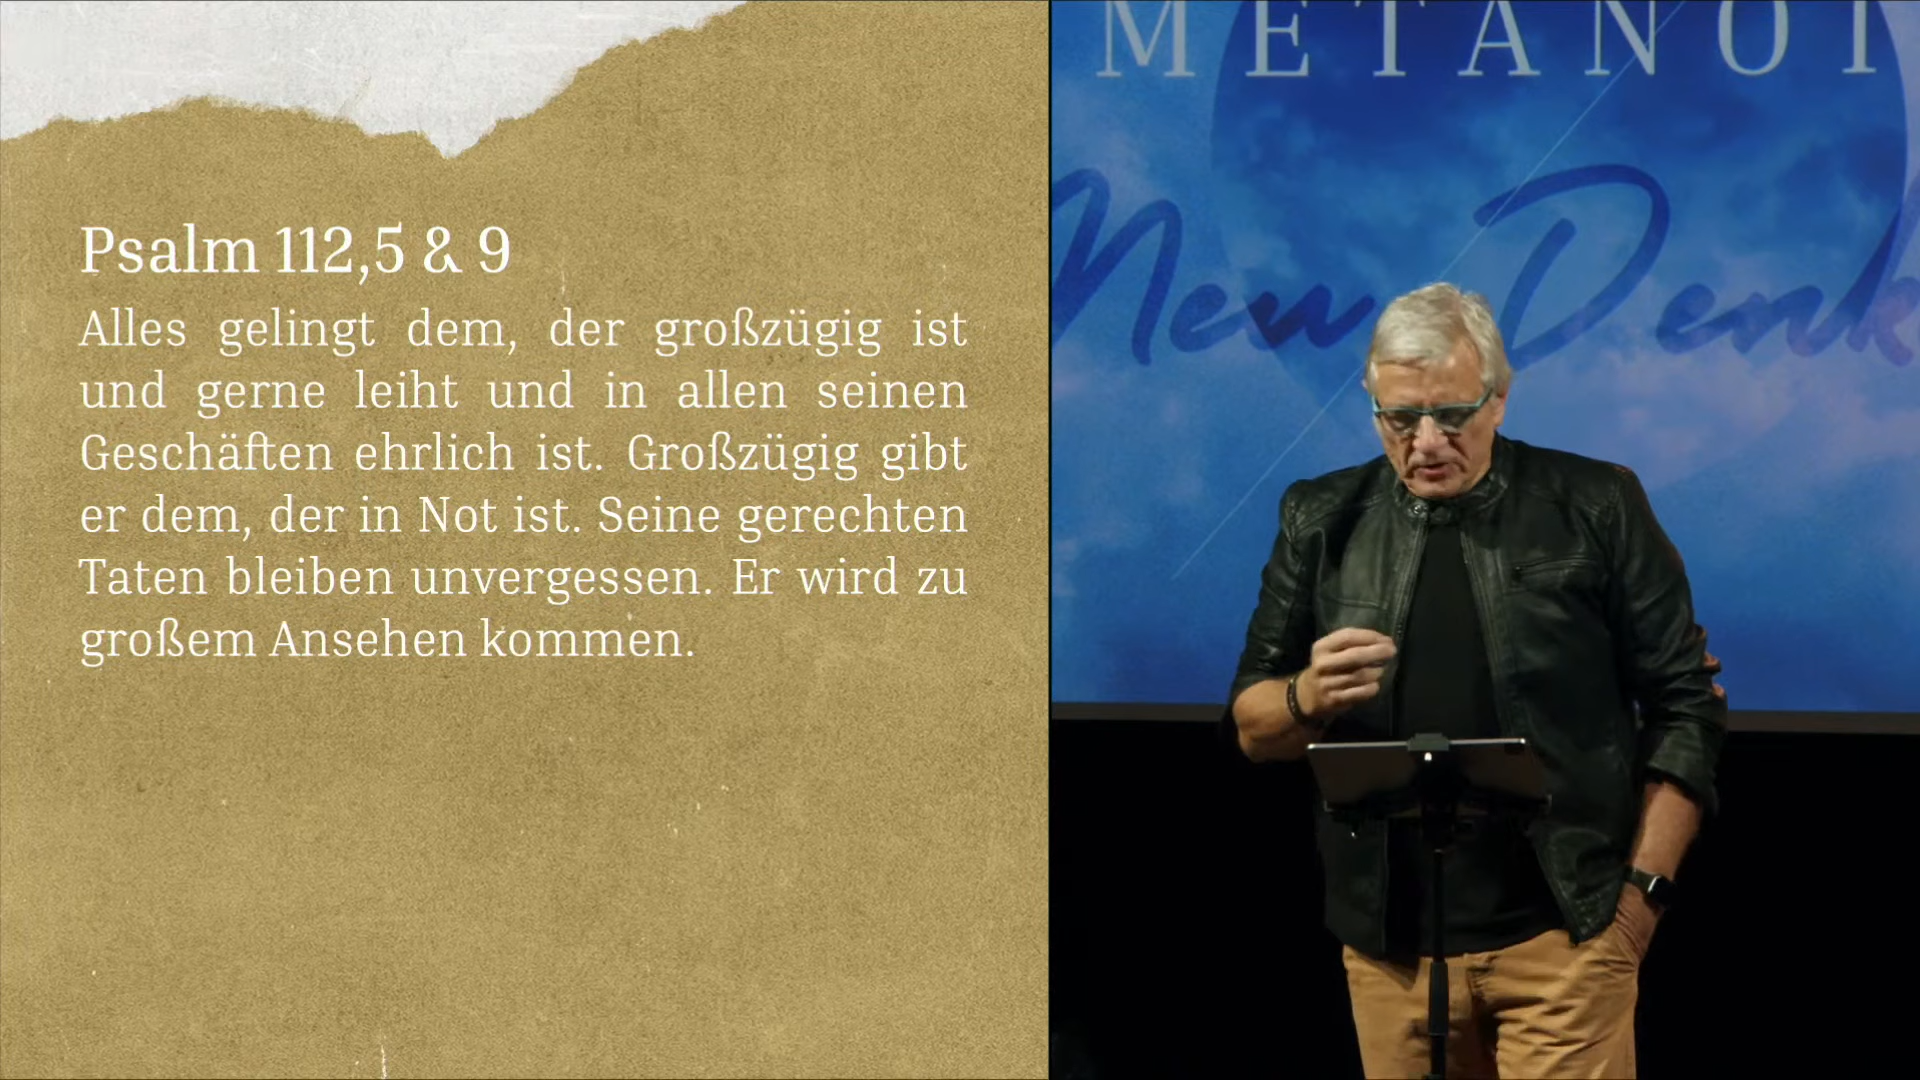 Psalm 112,5 & 9
Alles gelingt dem, der großzügig ist
und gerne leiht und in allen seinen
Geschäften ehrlich ist. Großzügig gibt
er dem, der in Not ist. Seine gerechten
Taten bleiben unvergessen. Er wird zu
großem Ansehen kommen.
METANOI
New Denk